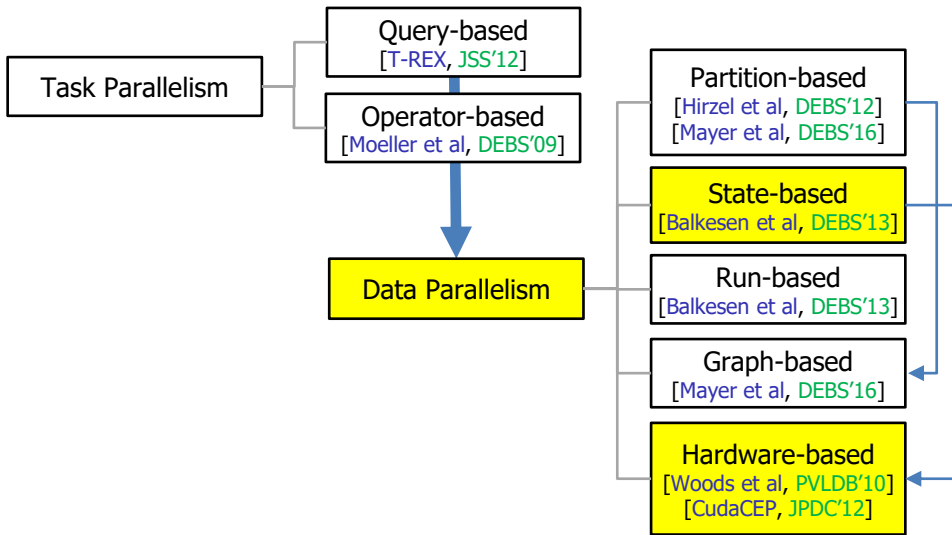 Task Parallelism
Query-based
[T-REX, JSS'12]
Operator-based
[Moeller et al, DEBS'09]
Data Parallelism
Partition-based
[Hirzel et al, DEBS'12]
[Mayer et al, DEBS'16]
State-based
[Balkesen et al, DEBS'13]
Run-based
[Balkesen et al, DEBS'13]
Graph-based
[Mayer et al, DEBS'16]
Hardware-based
[Woods et al, PVLDB'10]
[CudaCEP, JPDC'12]